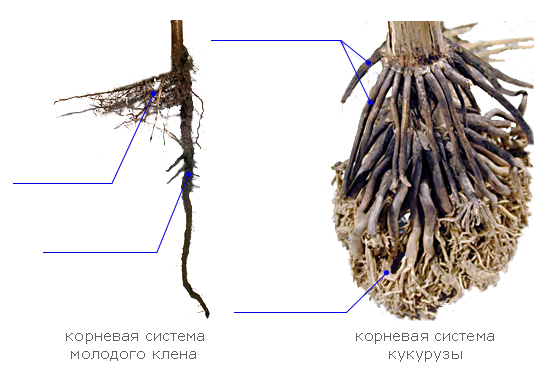 корневая система
молодого клена
корневая система
кукурузы